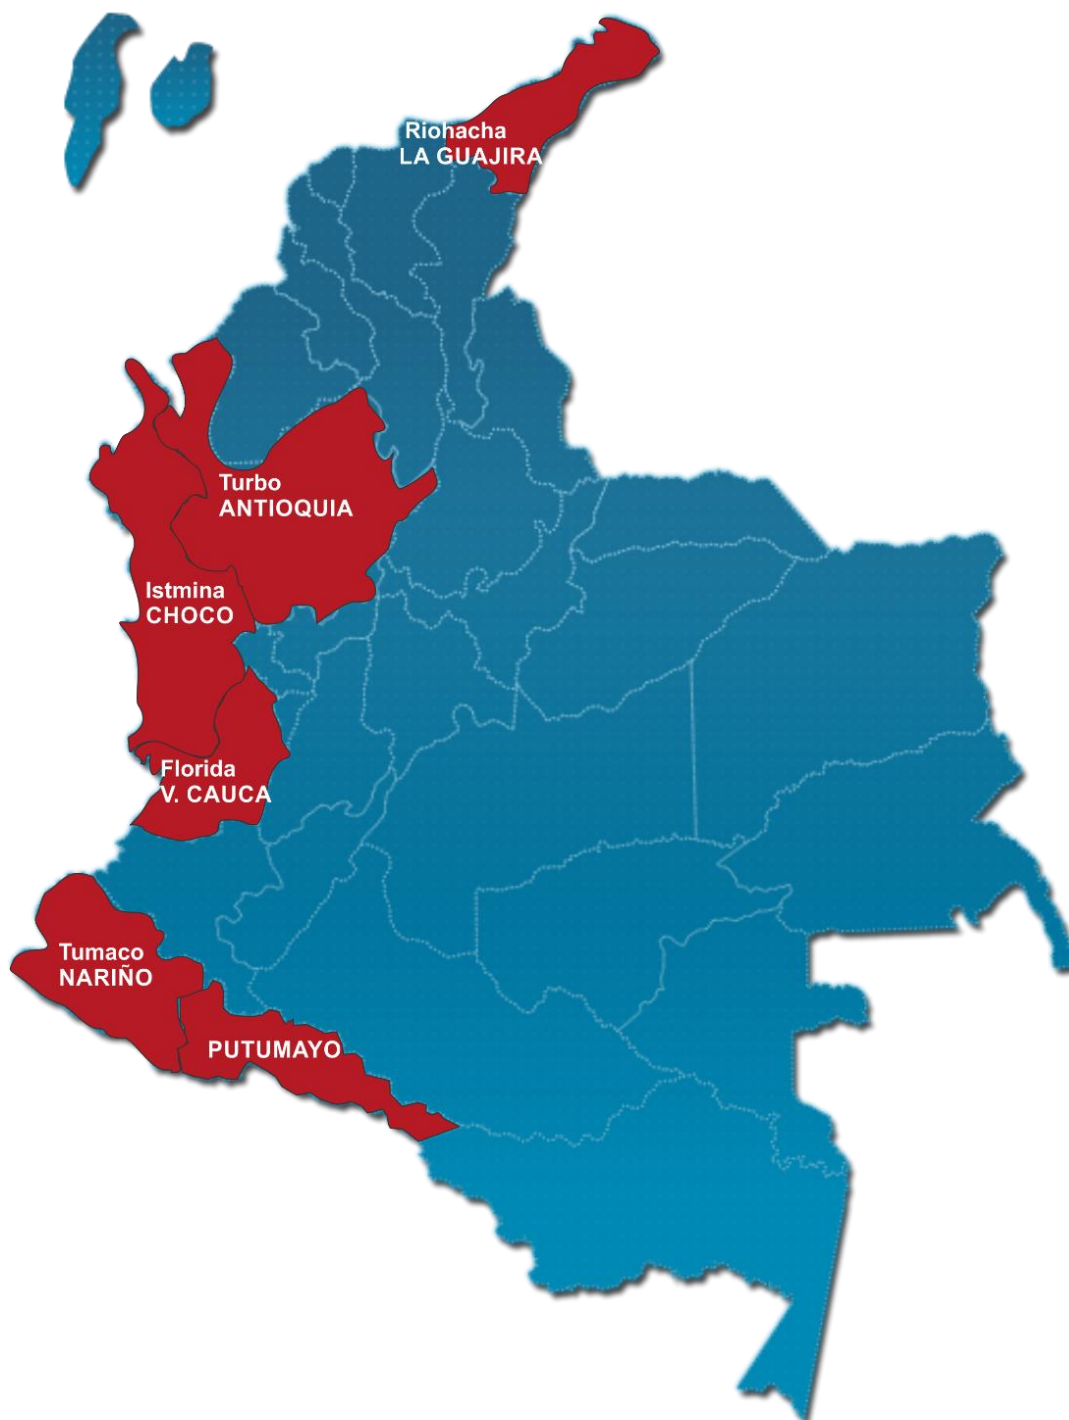 Riohacha
LA GUAJIRA
Turbo
ANTIOQUIA
Istmina
CHOCO
Florida
V. CAUCA
Tumaco
NARIÑO
PUTUMAYO